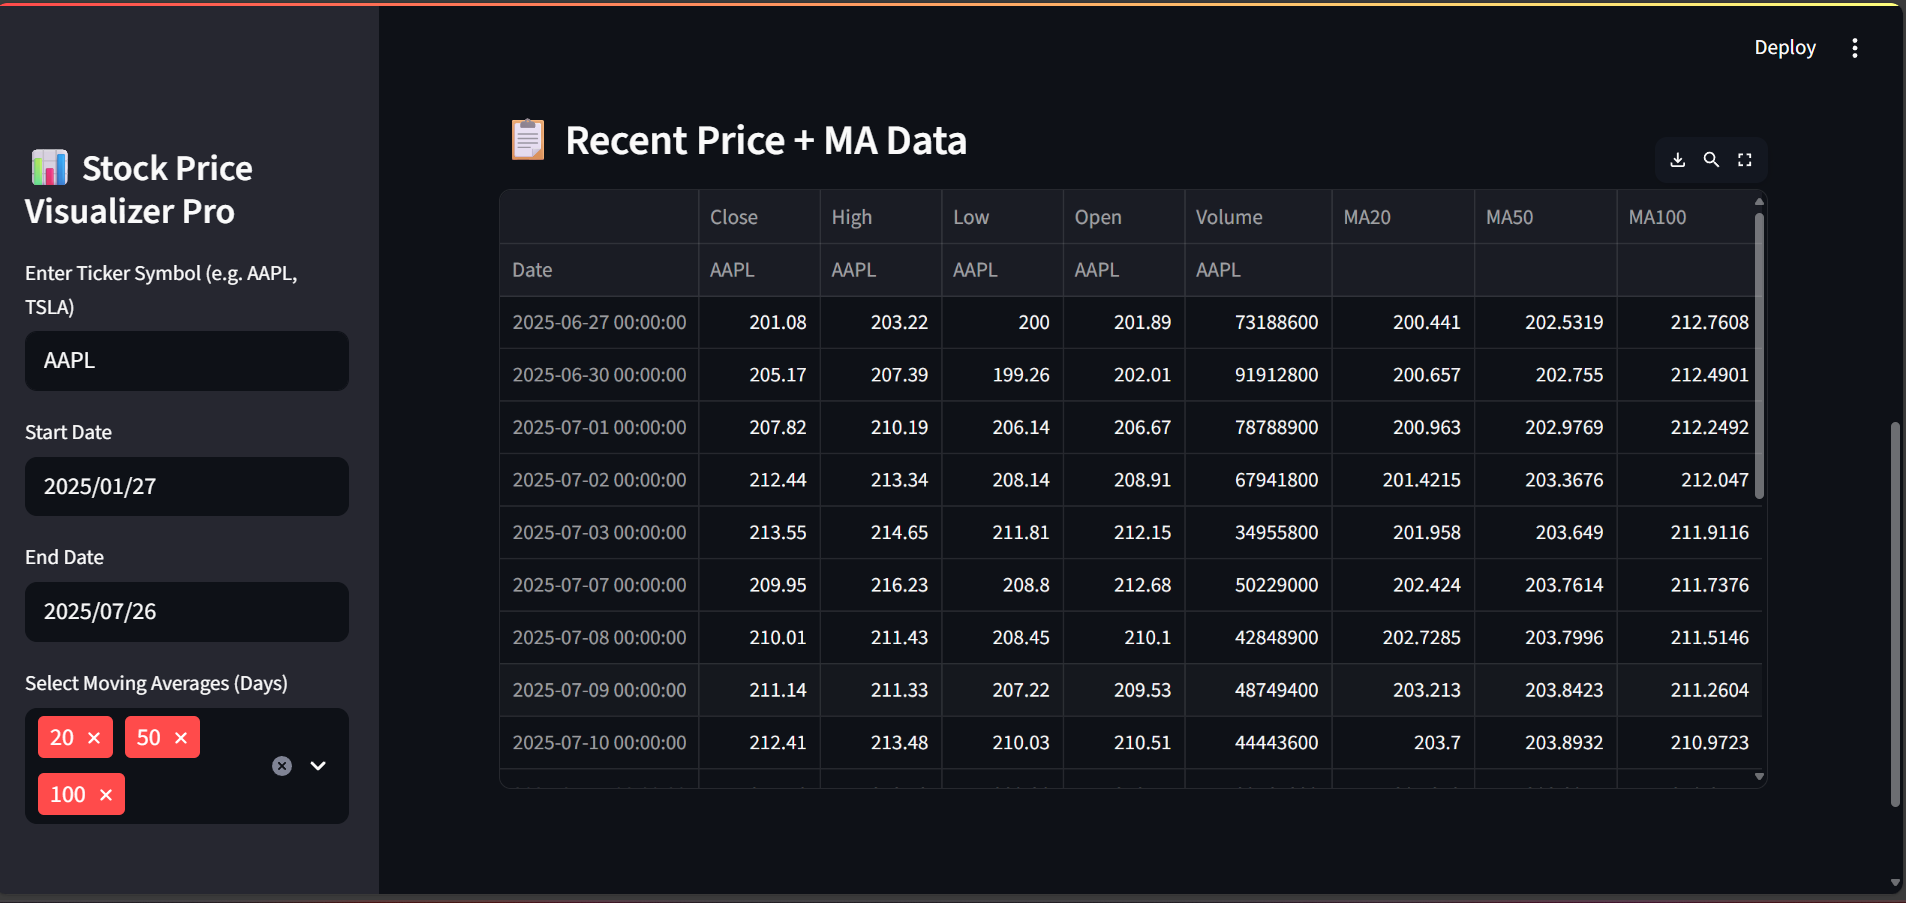 Deploy
Stock Price
Visualizer Pro
Enter Ticker Symbol (e.g. AAPL,
TSLA)
AAPL
Start Date
2025/01/27
End Date
2025/07/26
Select Moving Averages (Days)
20 50
100
Recent Price + MA Data
Close High Low Open Volume MA20 MA50 MA100
Date AAPL AAPL AAPL AAPL AAPL
2025-06-27 00:00:00 201.08 203.22 200 201.89 73188600 200.441 202.5319 212.7608
2025-06-30 00:00:00 205.17 207.39 199.26 202.01 91912800 200.657 202.755 212.4901
2025-07-01 00:00:00 207.82 210.19 206.14 206.67 78788900 200.963 202.9769 212.2492
2025-07-02 00:00:00 212.44 213.34 208.14 208.91 67941800 201.4215 203.3676 212.047
2025-07-03 00:00:00 213.55 214.65 211.81 212.15 34955800 201.958 203.649 211.9116
2025-07-07 00:00:00 209.95 216.23 208.8 212.68 50229000 202.424 203.7614 211.7376
2025-07-08 00:00:00 210.01 211.43 208.45 210.1 42848900 202.7285 203.7996 211.5146
2025-07-09 00:00:00 211.14 211.33 207.22 209.53 48749400 203.213 203.8423 211.2604
2025-07-10 00:00:00 212.41 213.48 210.03 210.51 44443600 203.7 203.8932 210.9723